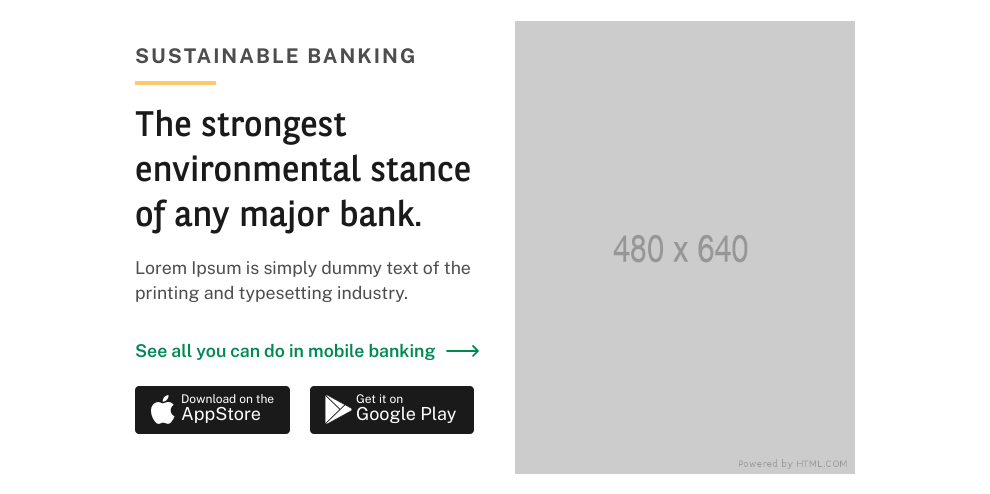 SUSTAINABLE BANKING
The strongest
environmental stance
of any major bank.
Lorem Ipsum is simply dummy text of the
printing and typesetting industry.
See all you can do in mobile banking
Download on the
AppStore
Get it on
Google Play
480 x 640
Powered by HTML.COM